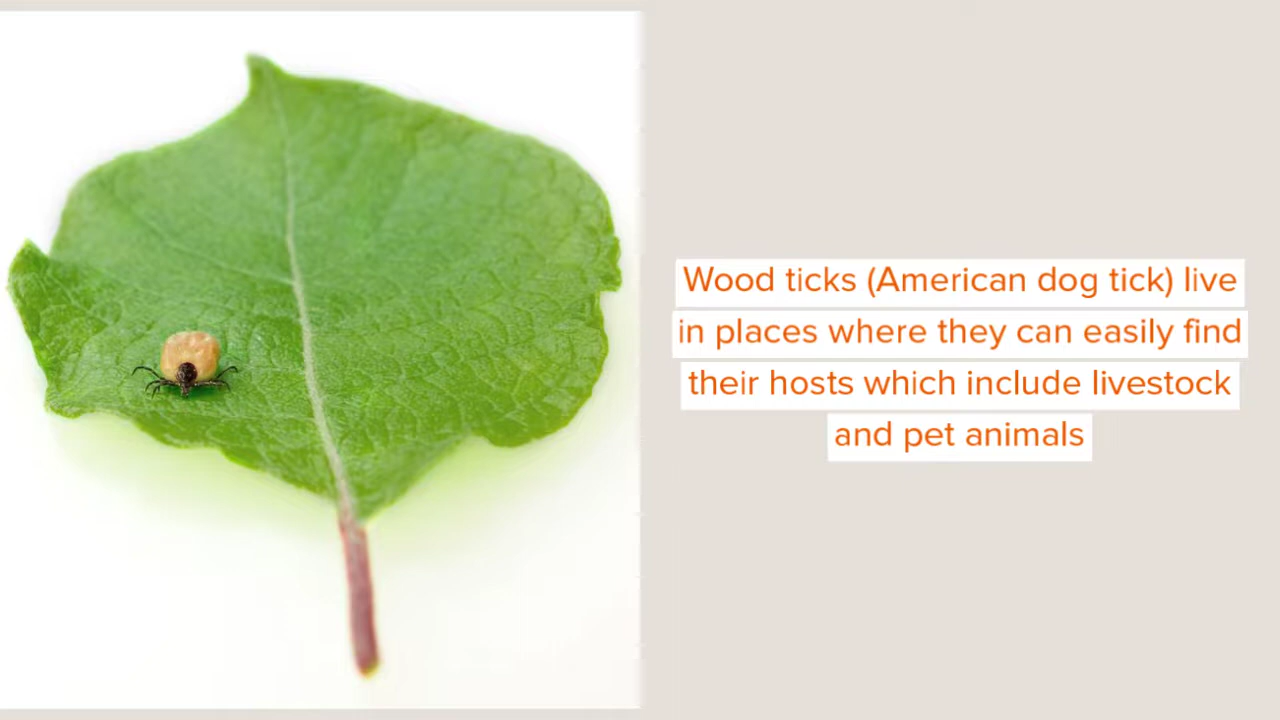 Wood ticks (American dog tick) live
in places where they can easily find
their hosts which include livestock
and pet animals